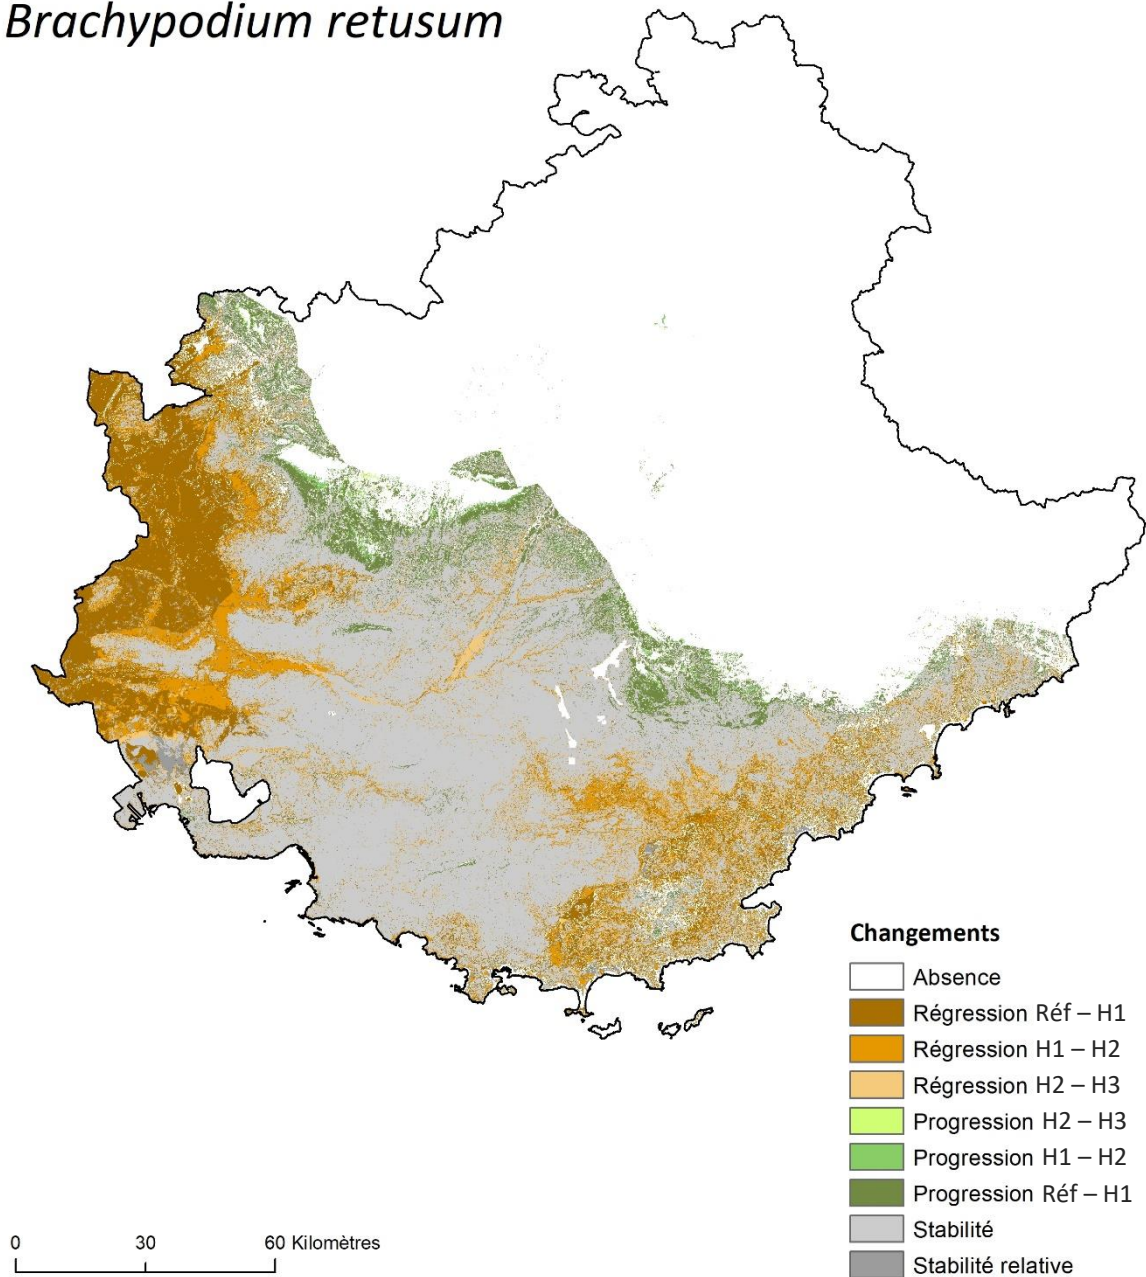 Brachypodium retusum
Changements
Absence
Régression Réf – H1
Régression H1 – H2
Régression H2 – H3
Progression H2 – H3
Progression H1 – H2
Progression Réf – H1
Stabilité
Stabilité relative
0 30 60 Kilomètres